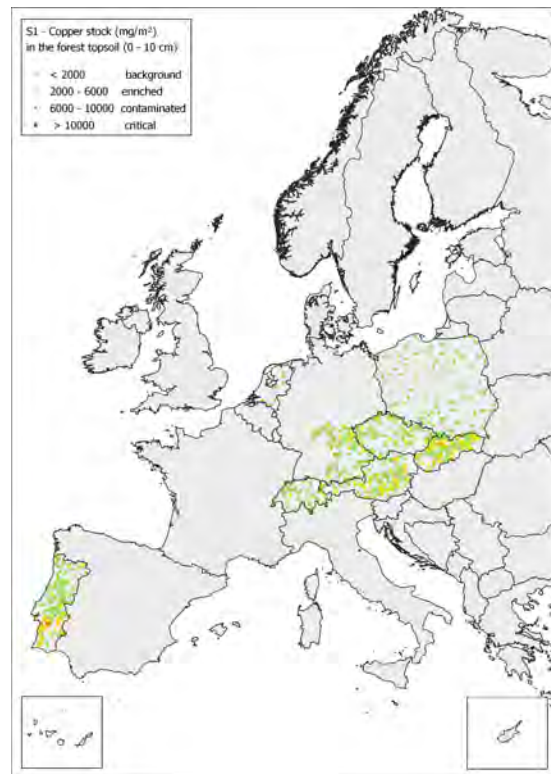 S1 - Copper stock (mg/m²)
in the forest topsoil (0 - 10 cm)
< 2000 background
2000 - 6000 enriched
6000 - 10000 contaminated
> 10000 critical